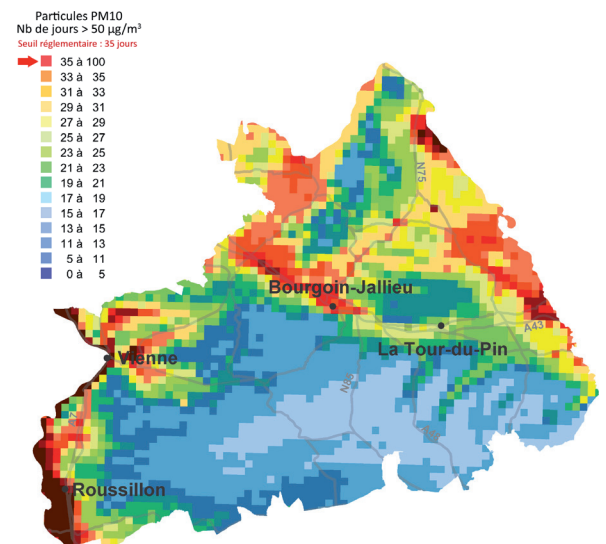 Particules PM10
Nb de jours > 50 µg/m³
Seuil réglementaire : 35 jours
35 à 100
33 à 35
31 à 33
29 à 31
27 à 29
25 à 27
23 à 25
21 à 23
19 à 21
17 à 19
15 à 17
13 à 15
11 à 13
5 à 11
0 à 5
N75
Bourgoin-Jallieu
A43
La Tour-du-Pin
Vienne
Roussillon